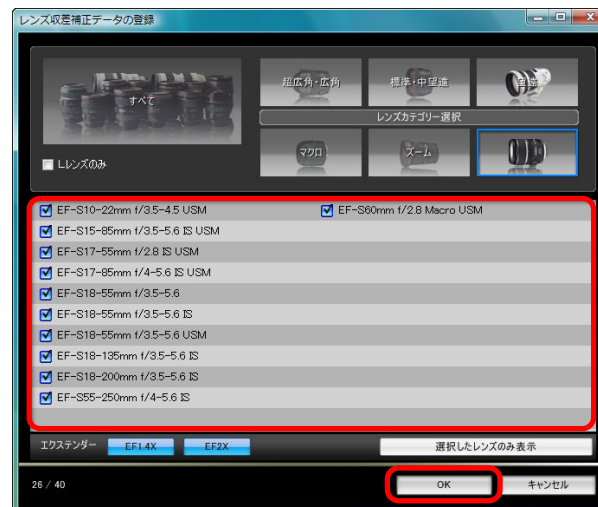 レンズ収差補正データの登録
すべて
超広角・広角
標準・中望遠
望遠
レンズカテゴリー選択
マクロ
ズーム
Lレンズのみ
EF-S10-22mm f/3.5-4.5 USM
EF-S60mm f/2.8 Macro USM
EF-S15-85mm f/3.5-5.6 IS USM
EF-S17-55mm f/2.8 IS USM
EF-S17-85mm f/4-5.6 IS USM
EF-S18-55mm f/3.5-5.6
EF-S18-55mm f/3.5-5.6 IS
EF-S18-55mm f/3.5-5.6 USM
EF-S18-135mm f/3.5-5.6 IS
EF-S18-200mm f/3.5-5.6 IS
EF-S55-250mm f/4-5.6 IS
エクステンダー EF1.4X EF2X 選択したレンズのみ表示
26 / 40 OK キャンセル